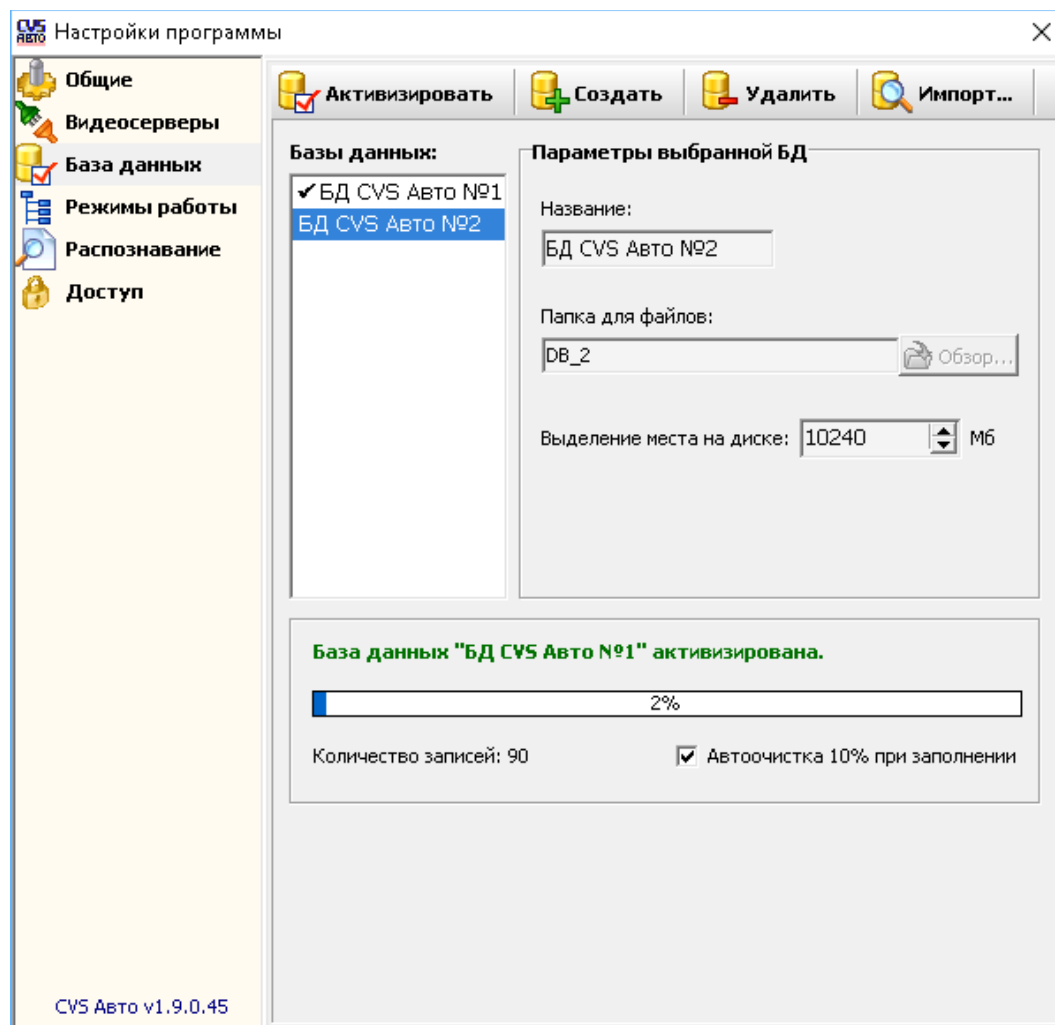 CVS АВТО Настройки программы
Общие
Видеосерверы
База данных
Режимы работы
Распознавание
Доступ
CVS Авто v1.9.0.45
Активизировать Создать Удалить Импорт...
Базы данных:
✔БД CVS Авто №1
БД CVS Авто №2
Параметры выбранной БД
Название:
БД CVS Авто №2
Папка для файлов:
DB_2 Обзор...
Выделение места на диске: 10240 Мб
База данных "БД CVS Авто №1" активизирована.
2%
Количество записей: 90 Автоочистка 10% при заполнении